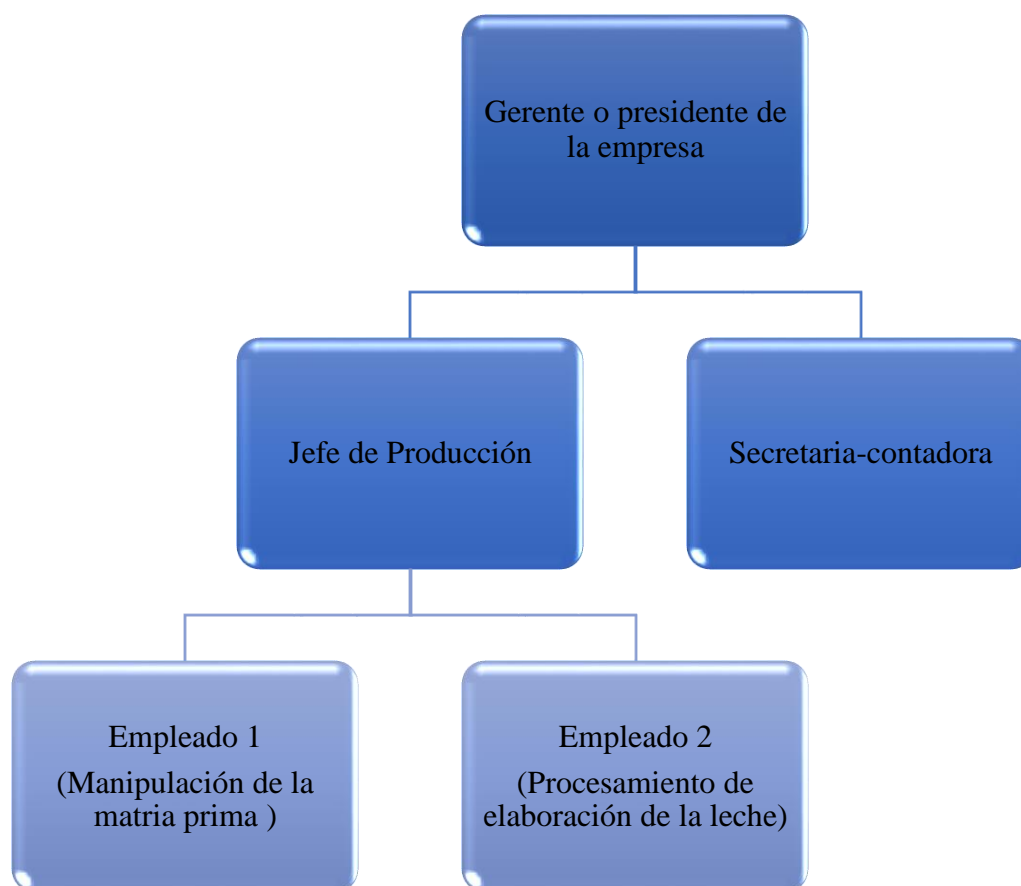 Gerente o presidente de
la empresa
Jefe de Producción
Secretaria-contadora
Empleado 1
(Manipulación de la
matria prima )
Empleado 2
(Procesamiento de
elaboración de la leche)